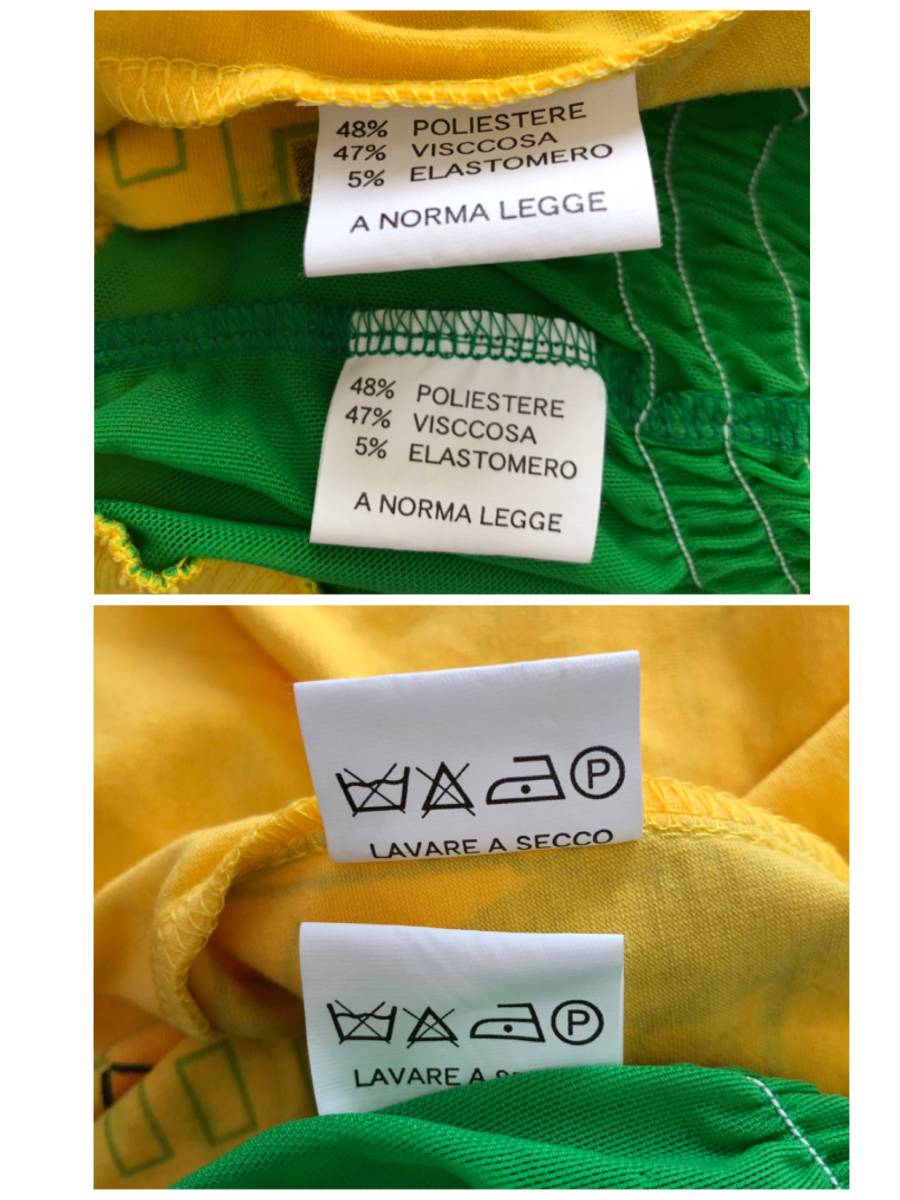 48% POLIESTERE
47% VISCCOSA
5% ELASTOMERO
A NORMA LEGGE
48% POLIESTERE
47% VISCCOSA
5% ELASTOMERO
A NORMA LEGGE
P
LAVARE A SECCO
P
LAVARE A